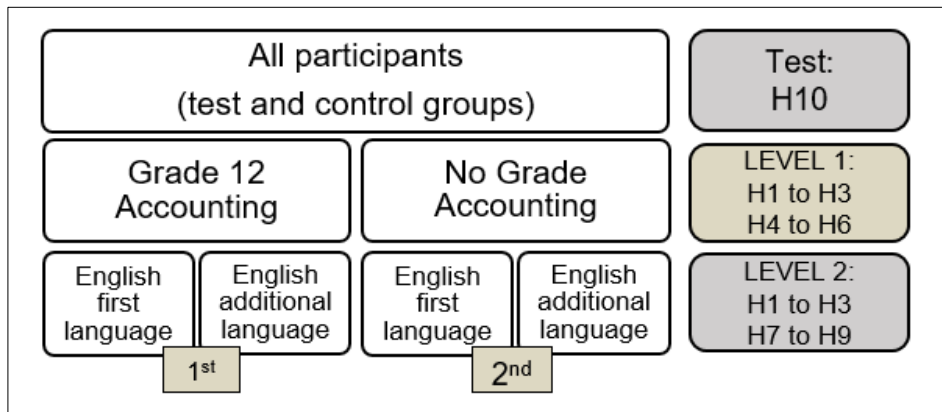 All participants
(test and control groups)
Test:
H10
Grade 12
Accounting
No Grade
Accounting
LEVEL 1:
H1 to H3
H4 to H6
English
first
language
English
additional
language
English
first
language
English
additional
language
LEVEL 2:
H1 to H3
H7 to H9
1st
2nd